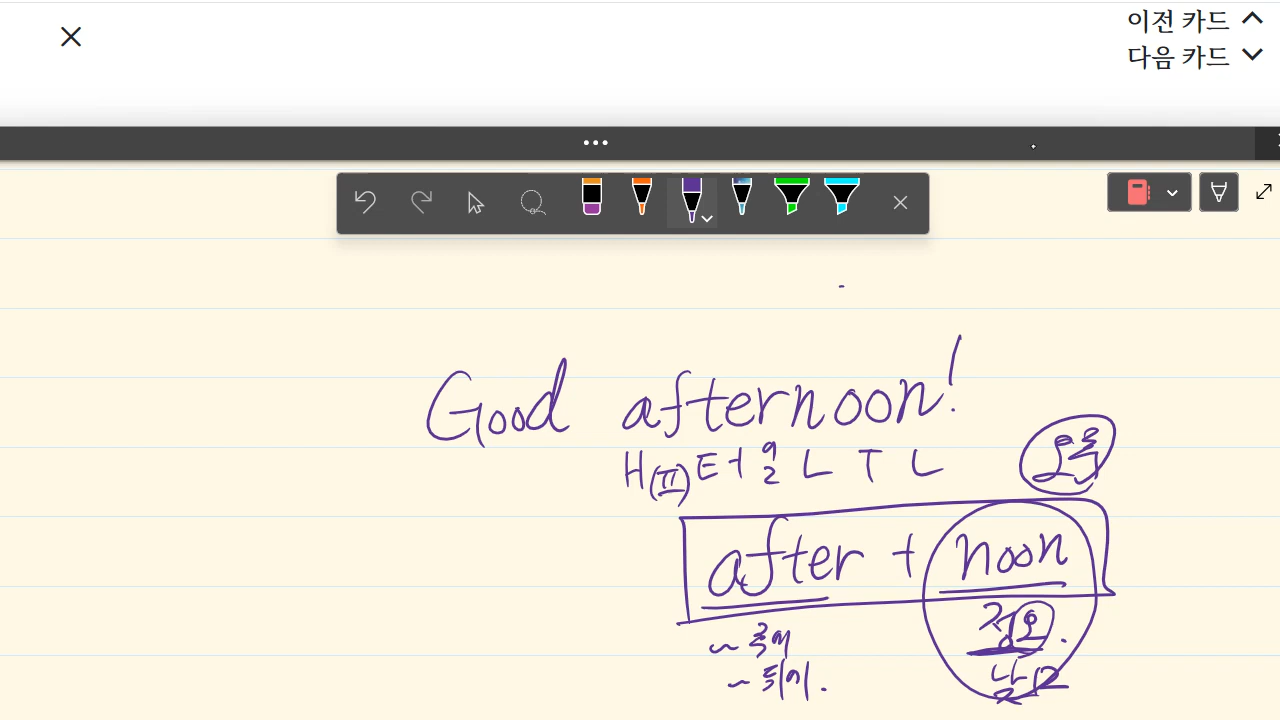 이전 카드
다음 카드
Good afternoon!
ㅐ(ㅍ)ㅌㅓ ㄴ ㅜ ㄴ 오후
after + noon
~후에 정오.
~뒤에. 낮12